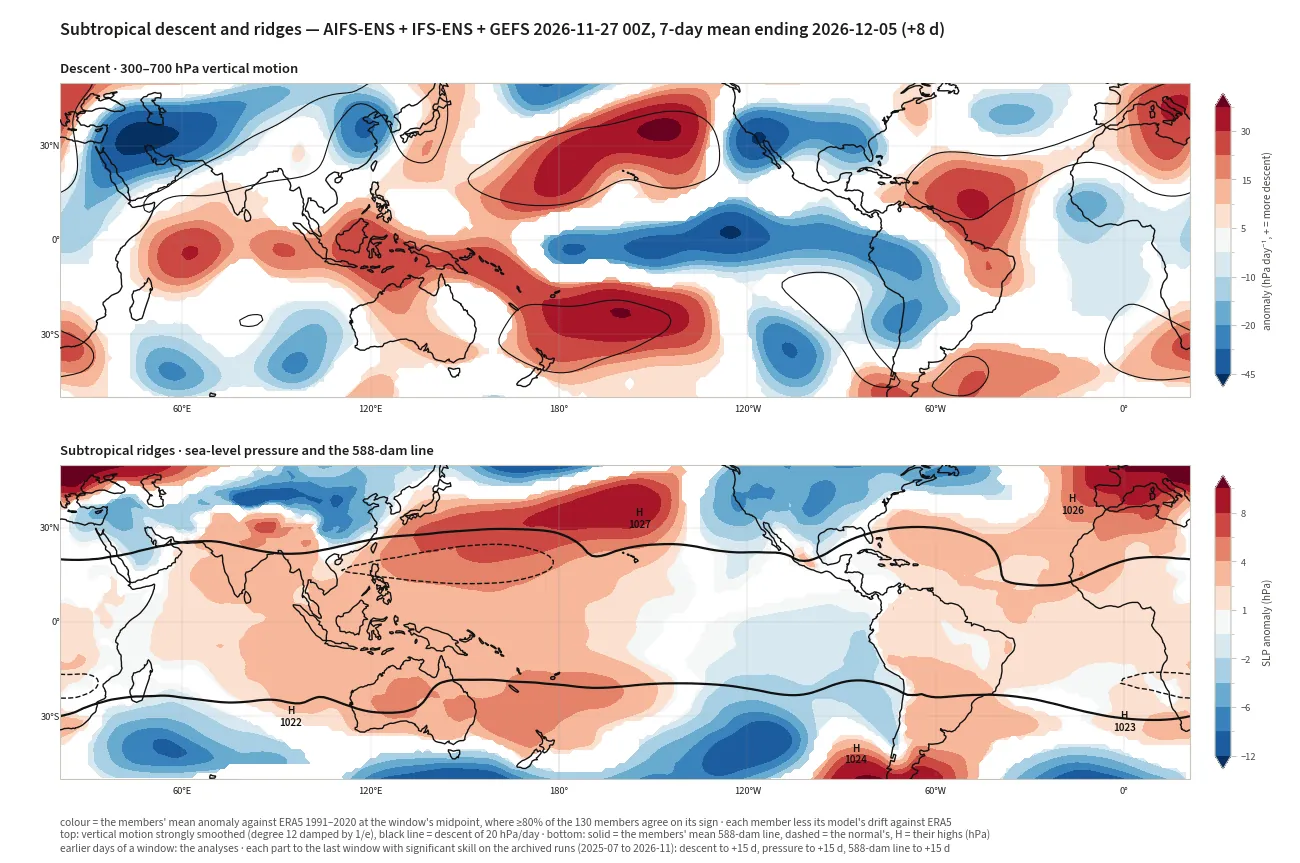 Subtropical descent and ridges — AIFS-ENS + IFS-ENS + GEFS 2026-11-27 00Z, 7-day mean ending 2026-12-05 (+8 d)
Descent · 300–700 hPa vertical motion
30°N
0°
30°S
60°E
120°E
180°
120°W
60°W
0°
30
15
5
−10
−20
−45
anomaly (hPa day⁻¹, + = more descent)
Subtropical ridges · sea-level pressure and the 588-dam line
H
1027
H
1026
H
1022
H
1024
H
1023
30°N
0°
30°S
60°E
120°E
180°
120°W
60°W
0°
8
4
1
−2
−6
−12
SLP anomaly (hPa)
colour = the members' mean anomaly against ERA5 1991–2020 at the window's midpoint, where ≥80% of the 130 members agree on its sign · each member less its model's drift against ERA5
top: vertical motion strongly smoothed (degree 12 damped by 1/e), black line = descent of 20 hPa/day · bottom: solid = the members' mean 588-dam line, dashed = the normal's, H = their highs (hPa)
earlier days of a window: the analyses · each part to the last window with significant skill on the archived runs (2025-07 to 2026-11): descent to +15 d, pressure to +15 d, 588-dam line to +15 d